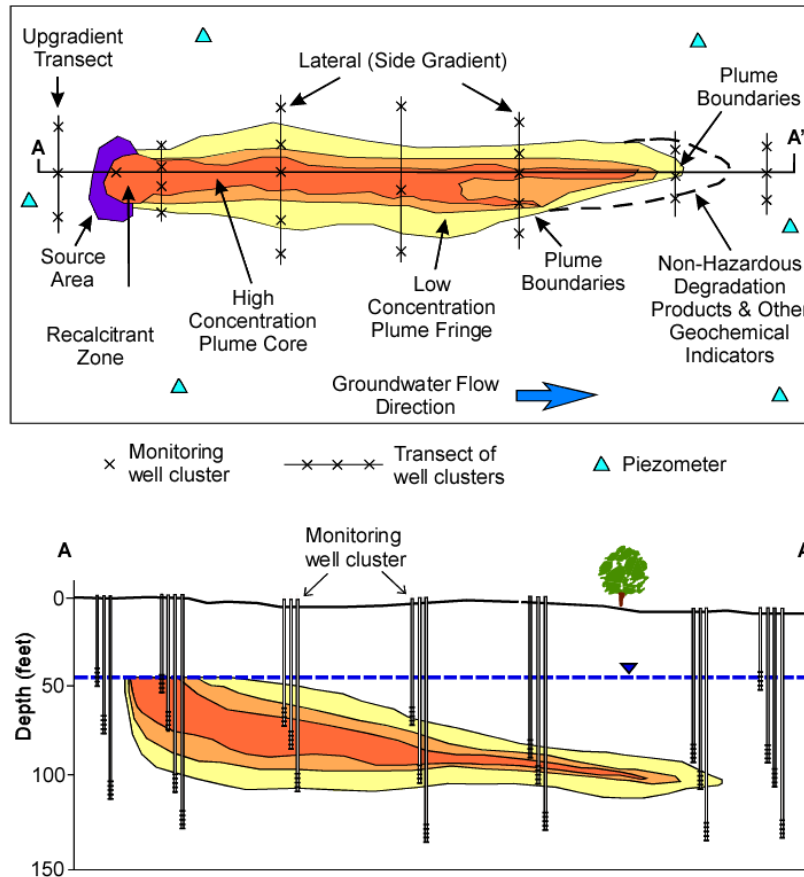 Upgradient
Transect
Lateral (Side Gradient)
Plume
Boundaries
A
A'
Source
Area
Recalcitrant
Zone
High
Concentration
Plume Core
Low
Concentration
Plume Fringe
Plume
Boundaries
Non-Hazardous
Degradation
Products & Other
Geochemical
Indicators
Groundwater Flow
Direction
Monitoring
well cluster
Transect of
well clusters
Piezometer
A
Monitoring
well cluster
A
0
50
100
150
Depth (feet)